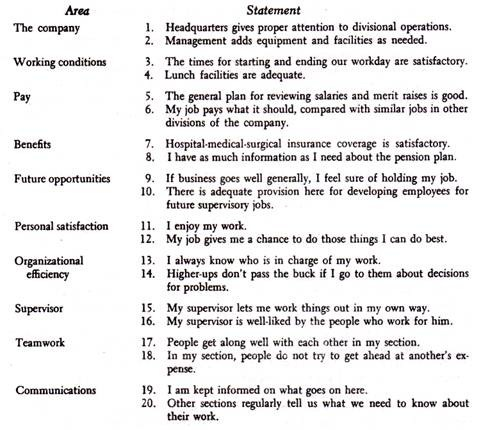 Area Statement
The company 1. Headquarters gives proper attention to divisional operations.
2. Management adds equipment and facilities as needed.
Working conditions 3. The times for starting and ending our workday are satisfactory.
4. Lunch facilities are adequate.
Pay 5. The general plan for reviewing salaries and merit raises is good.
6. My job pays what it should, compared with similar jobs in other
divisions of the company.
Benefits 7. Hospital-medical-surgical insurance coverage is satisfactory.
8. I have as much information as I need about the pension plan.
Future opportunities 9. If business goes well generally, I feel sure of holding my job.
10. There is adequate provision here for developing employees for
future supervisory jobs.
Personal satisfaction 11. I enjoy my work.
12. My job gives me a chance to do those things I can do best.
Organizational 13. I always know who is in charge of my work.
efficiency 14. Higher-ups don't pass the buck if I go to them about decisions
for problems.
Supervisor 15. My supervisor lets me work things out in my own way.
16. My supervisor is well-liked by the people who work for him.
Teamwork 17. People get along well with each other in my section.
18. In my section, people do not try to get ahead at another's ex-
pense.
Communications 19. I am kept informed on what goes on here.
20. Other sections regularly tell us what we need to know about
their work.